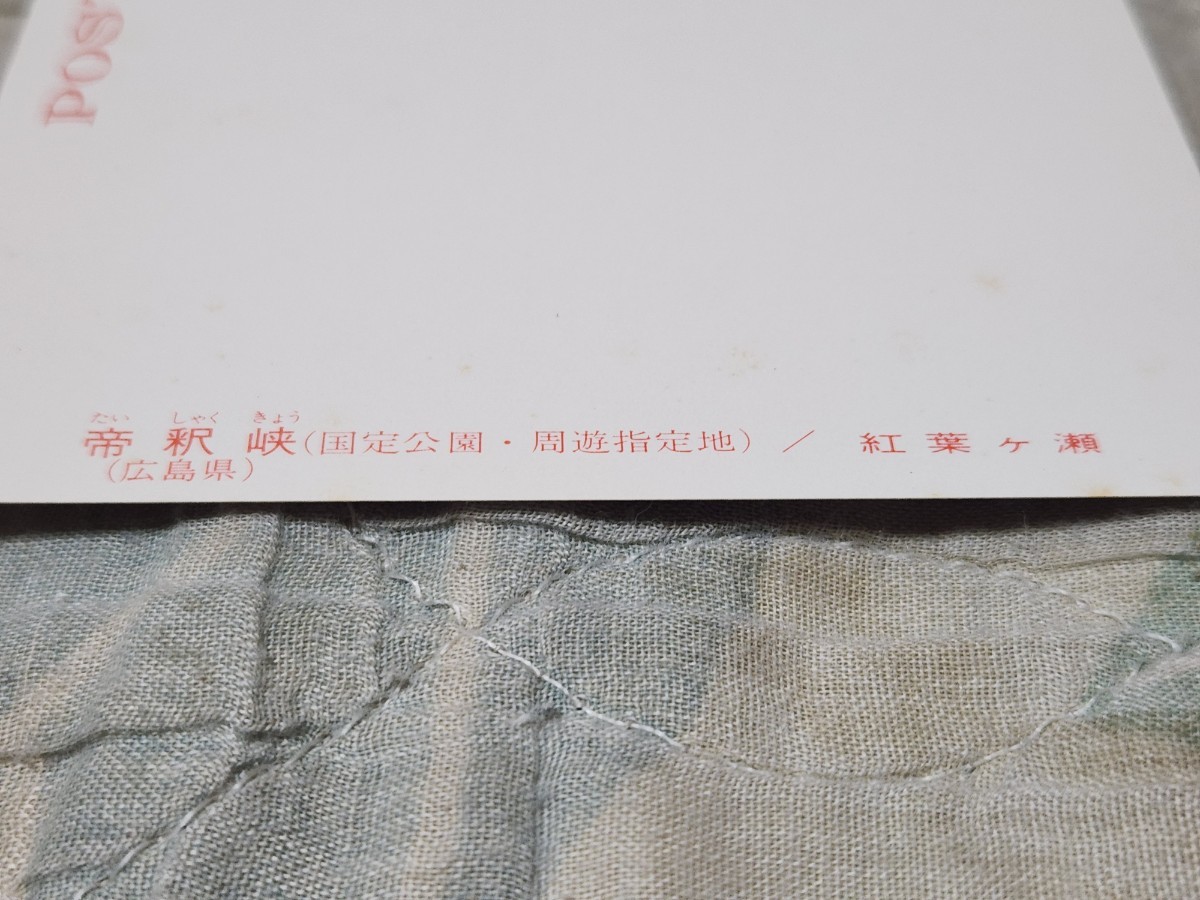 Pos
たい しゃく きょう
帝釈峡(国定公園・周遊指定地) / 紅葉ヶ瀬
(広島県)